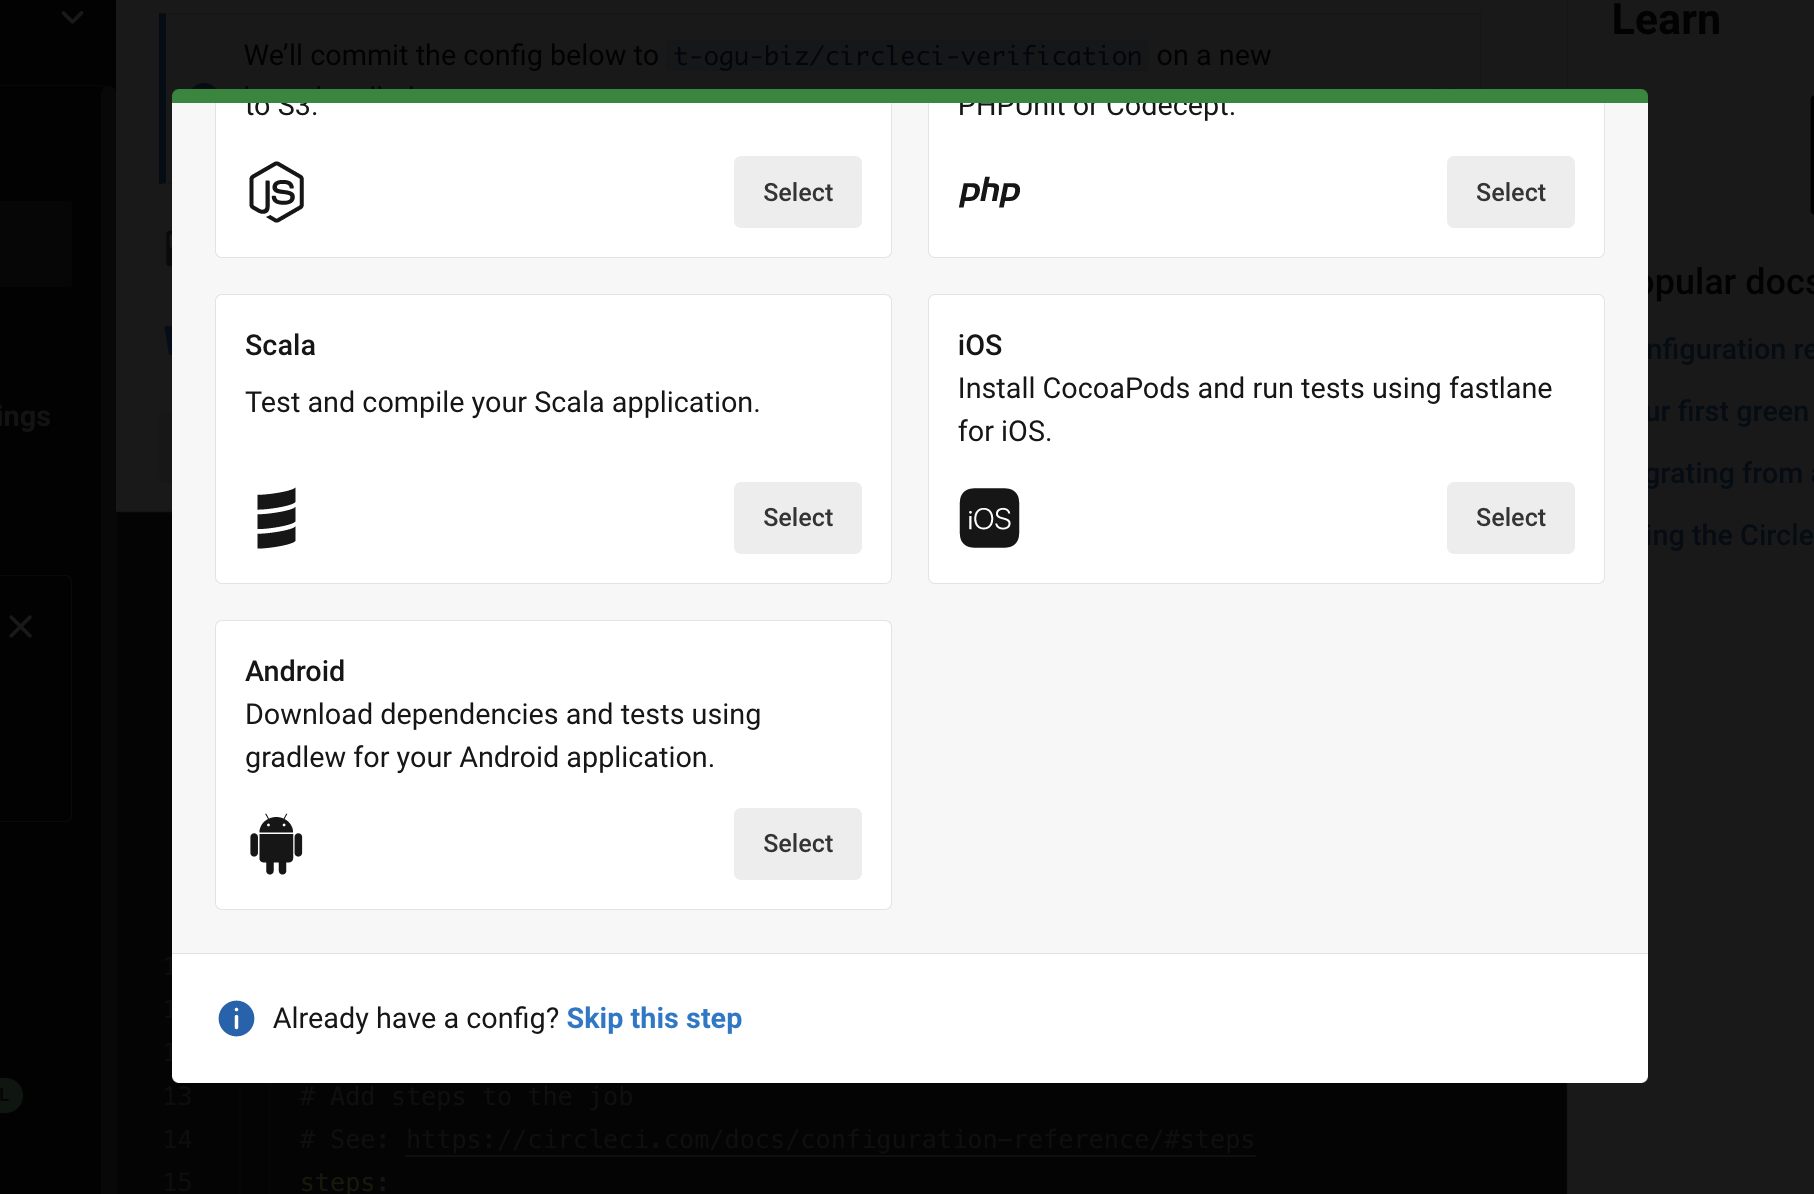 We'll commit the config below to t-ogu-biz/circleci-verification on a new
Learn
to S3.
JS
Select
PHPUnit or Codecept.
php
Select
Scala
Test and compile your Scala application.
Select
iOS
Install CocoaPods and run tests using fastlane
for iOS.
iOS
Select
Android
Download dependencies and tests using
gradlew for your Android application.
Select
Already have a config? Skip this step
opular docs
nfiguration re
ur first green
grating from a
ing the Circle
ings
L
13 # Add steps to the job
14 # See: https://circleci.com/docs/configuration-reference/#steps
15 steps: